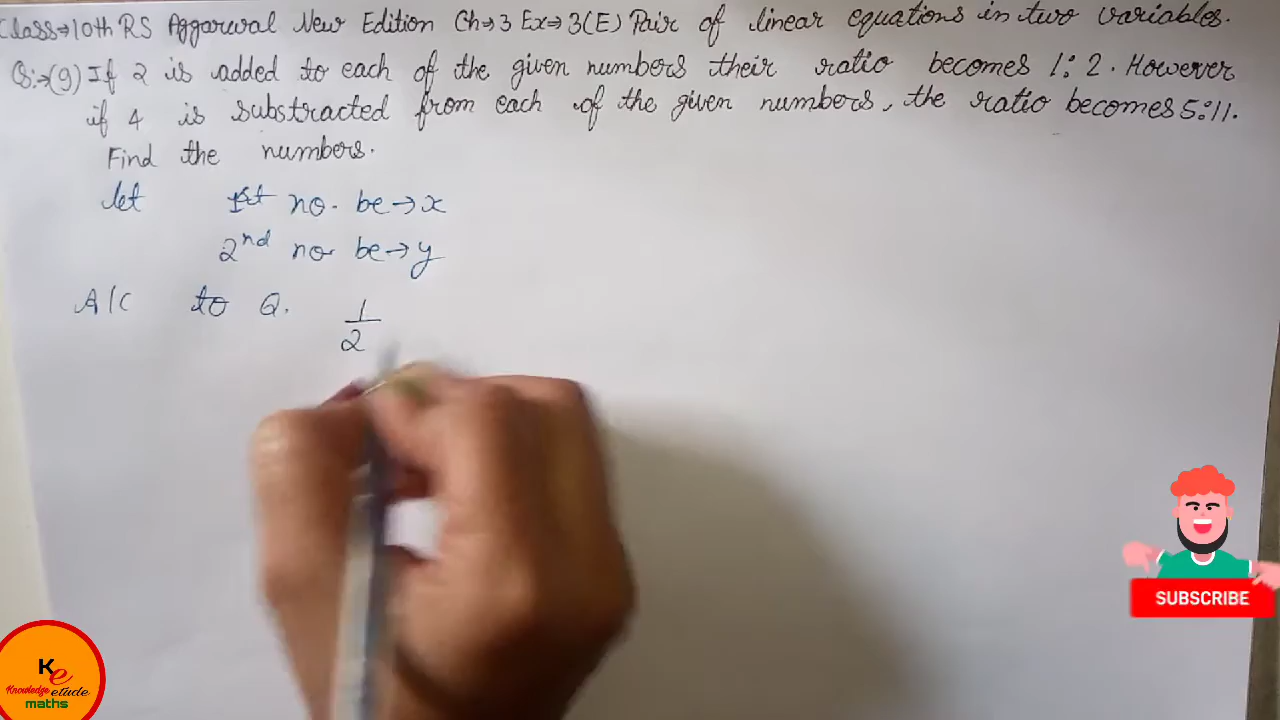 Class→10th RS Aggarwal New Edition Ch→3 Ex→3(E) Pair of linear equations in two variables.
Q:→(9) If 2 is added to each of the given numbers their ratio becomes 1:2. However
if 4 is substracted from each of the given numbers, the ratio becomes 5:11.
Find the numbers.
let 1st no. be→x
2nd no be→y
A/C to Q. 1/2
SUBSCRIBE
Ke
Knowledge etude
maths